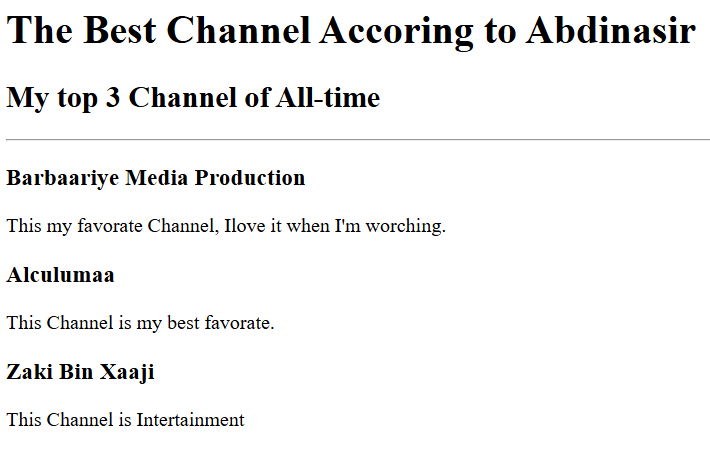 The Best Channel Accoring to Abdinasir
My top 3 Channel of All-time
Barbaariye Media Production
This my favorate Channel, Ilove it when I'm worching.
Alculumaa
This Channel is my best favorate.
Zaki Bin Xaaji
This Channel is Intertainment